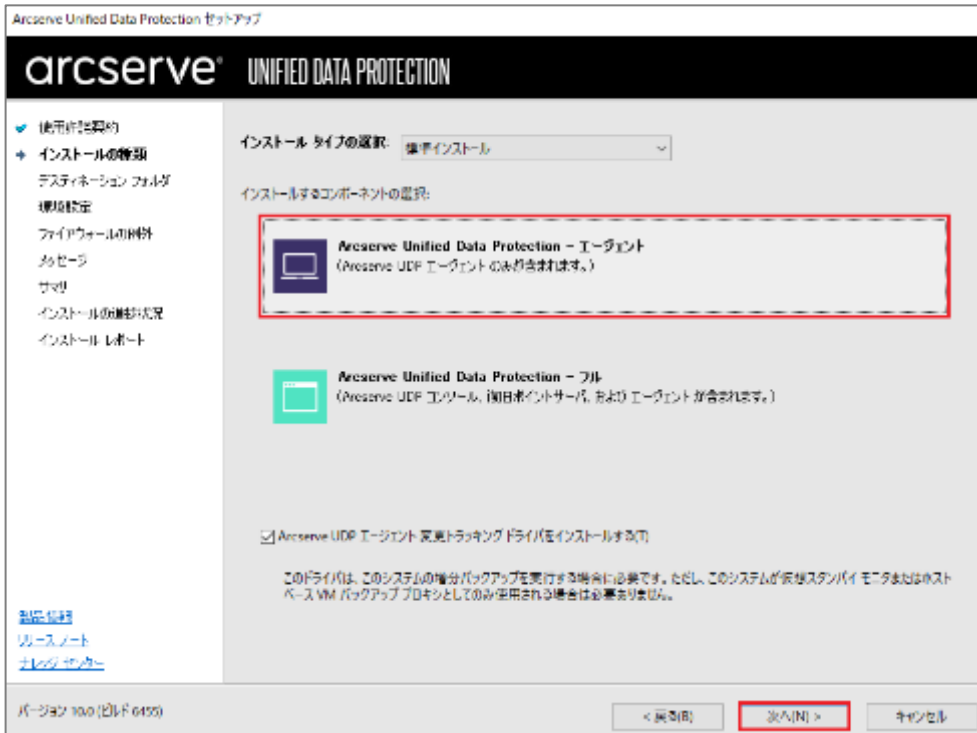 Arcserve Unified Data Protection セットアップ
arcserve® UNIFIED DATA PROTECTION
使用許諾契約
インストールの種類
デスティネーション フォルダ
環境設定
ファイアウォールの例外
メッセージ
サマリ
インストールの進捗状況
インストール レポート
製品情報
リリース ノート
ナレッジ センター
インストール タイプの選択: 標準インストール
インストールするコンポーネントの選択:
Arcserve Unified Data Protection - エージェント
(Arcserve UDP エージェント のみが含まれます。)
Arcserve Unified Data Protection - フル
(Arcserve UDP コンソール、復旧ポイントサーバ、および エージェント が含まれます。)
Arcserve UDP エージェント 変更トラッキング ドライバをインストールする(T)
このドライバは、このシステムの増分バックアップを実行する場合に必要です。ただし、このシステムが仮想スタンバイ モニタまたはホスト
ベース VM バックアップ プロキシとしてのみ使用される場合は必要ありません。
バージョン 10.0 (ビルド 6455)
< 戻る(B)
次へ(N) >
キャンセル